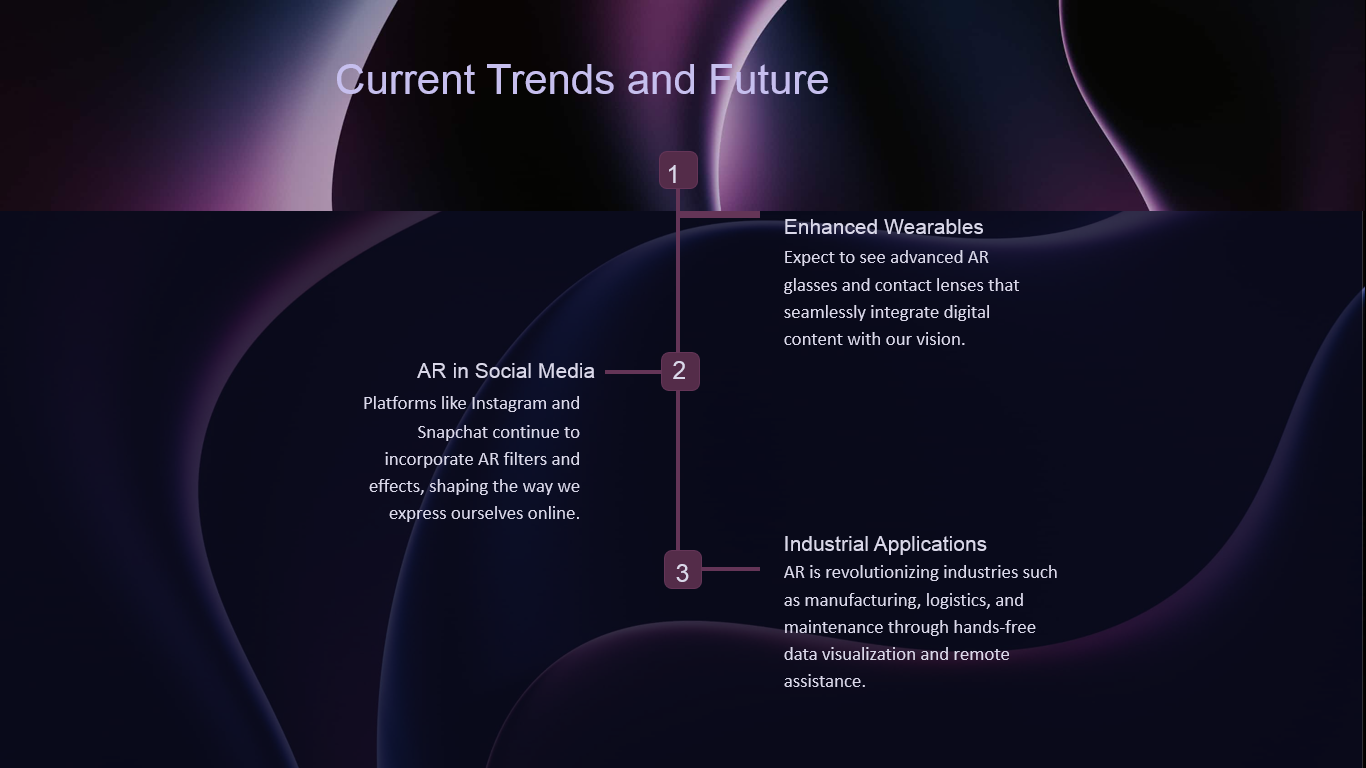 Current Trends and Future
1
Enhanced Wearables
Expect to see advanced AR
glasses and contact lenses that
seamlessly integrate digital
content with our vision.
2
AR in Social Media
Platforms like Instagram and
Snapchat continue to
incorporate AR filters and
effects, shaping the way we
express ourselves online.
3
Industrial Applications
AR is revolutionizing industries such
as manufacturing, logistics, and
maintenance through hands-free
data visualization and remote
assistance.